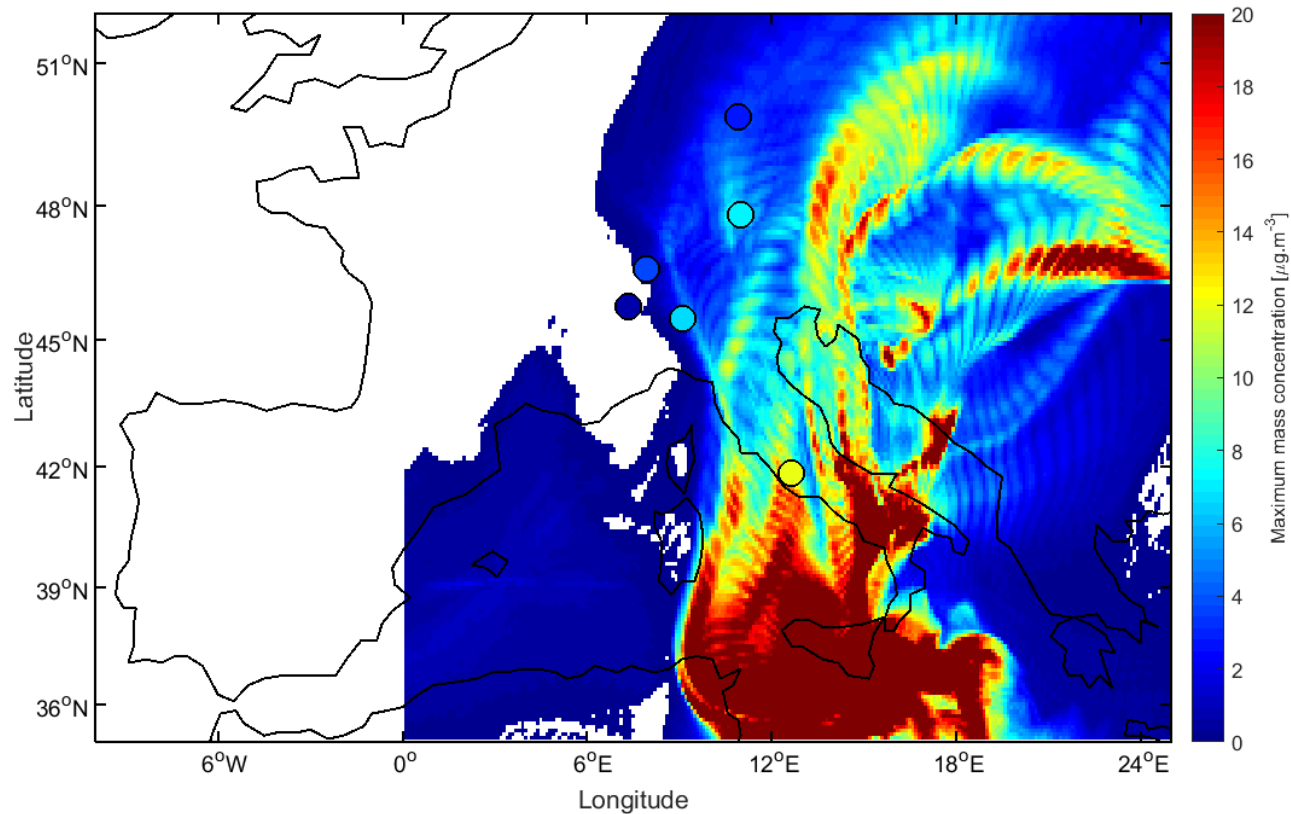 51°N
48°N
45°N
42°N
39°N
36°N
Latitude
6°W
0°
6°E
12°E
18°E
24°E
Longitude
20
18
16
14
12
10
8
6
4
2
0
Maximum mass concentration [μg.m⁻³]